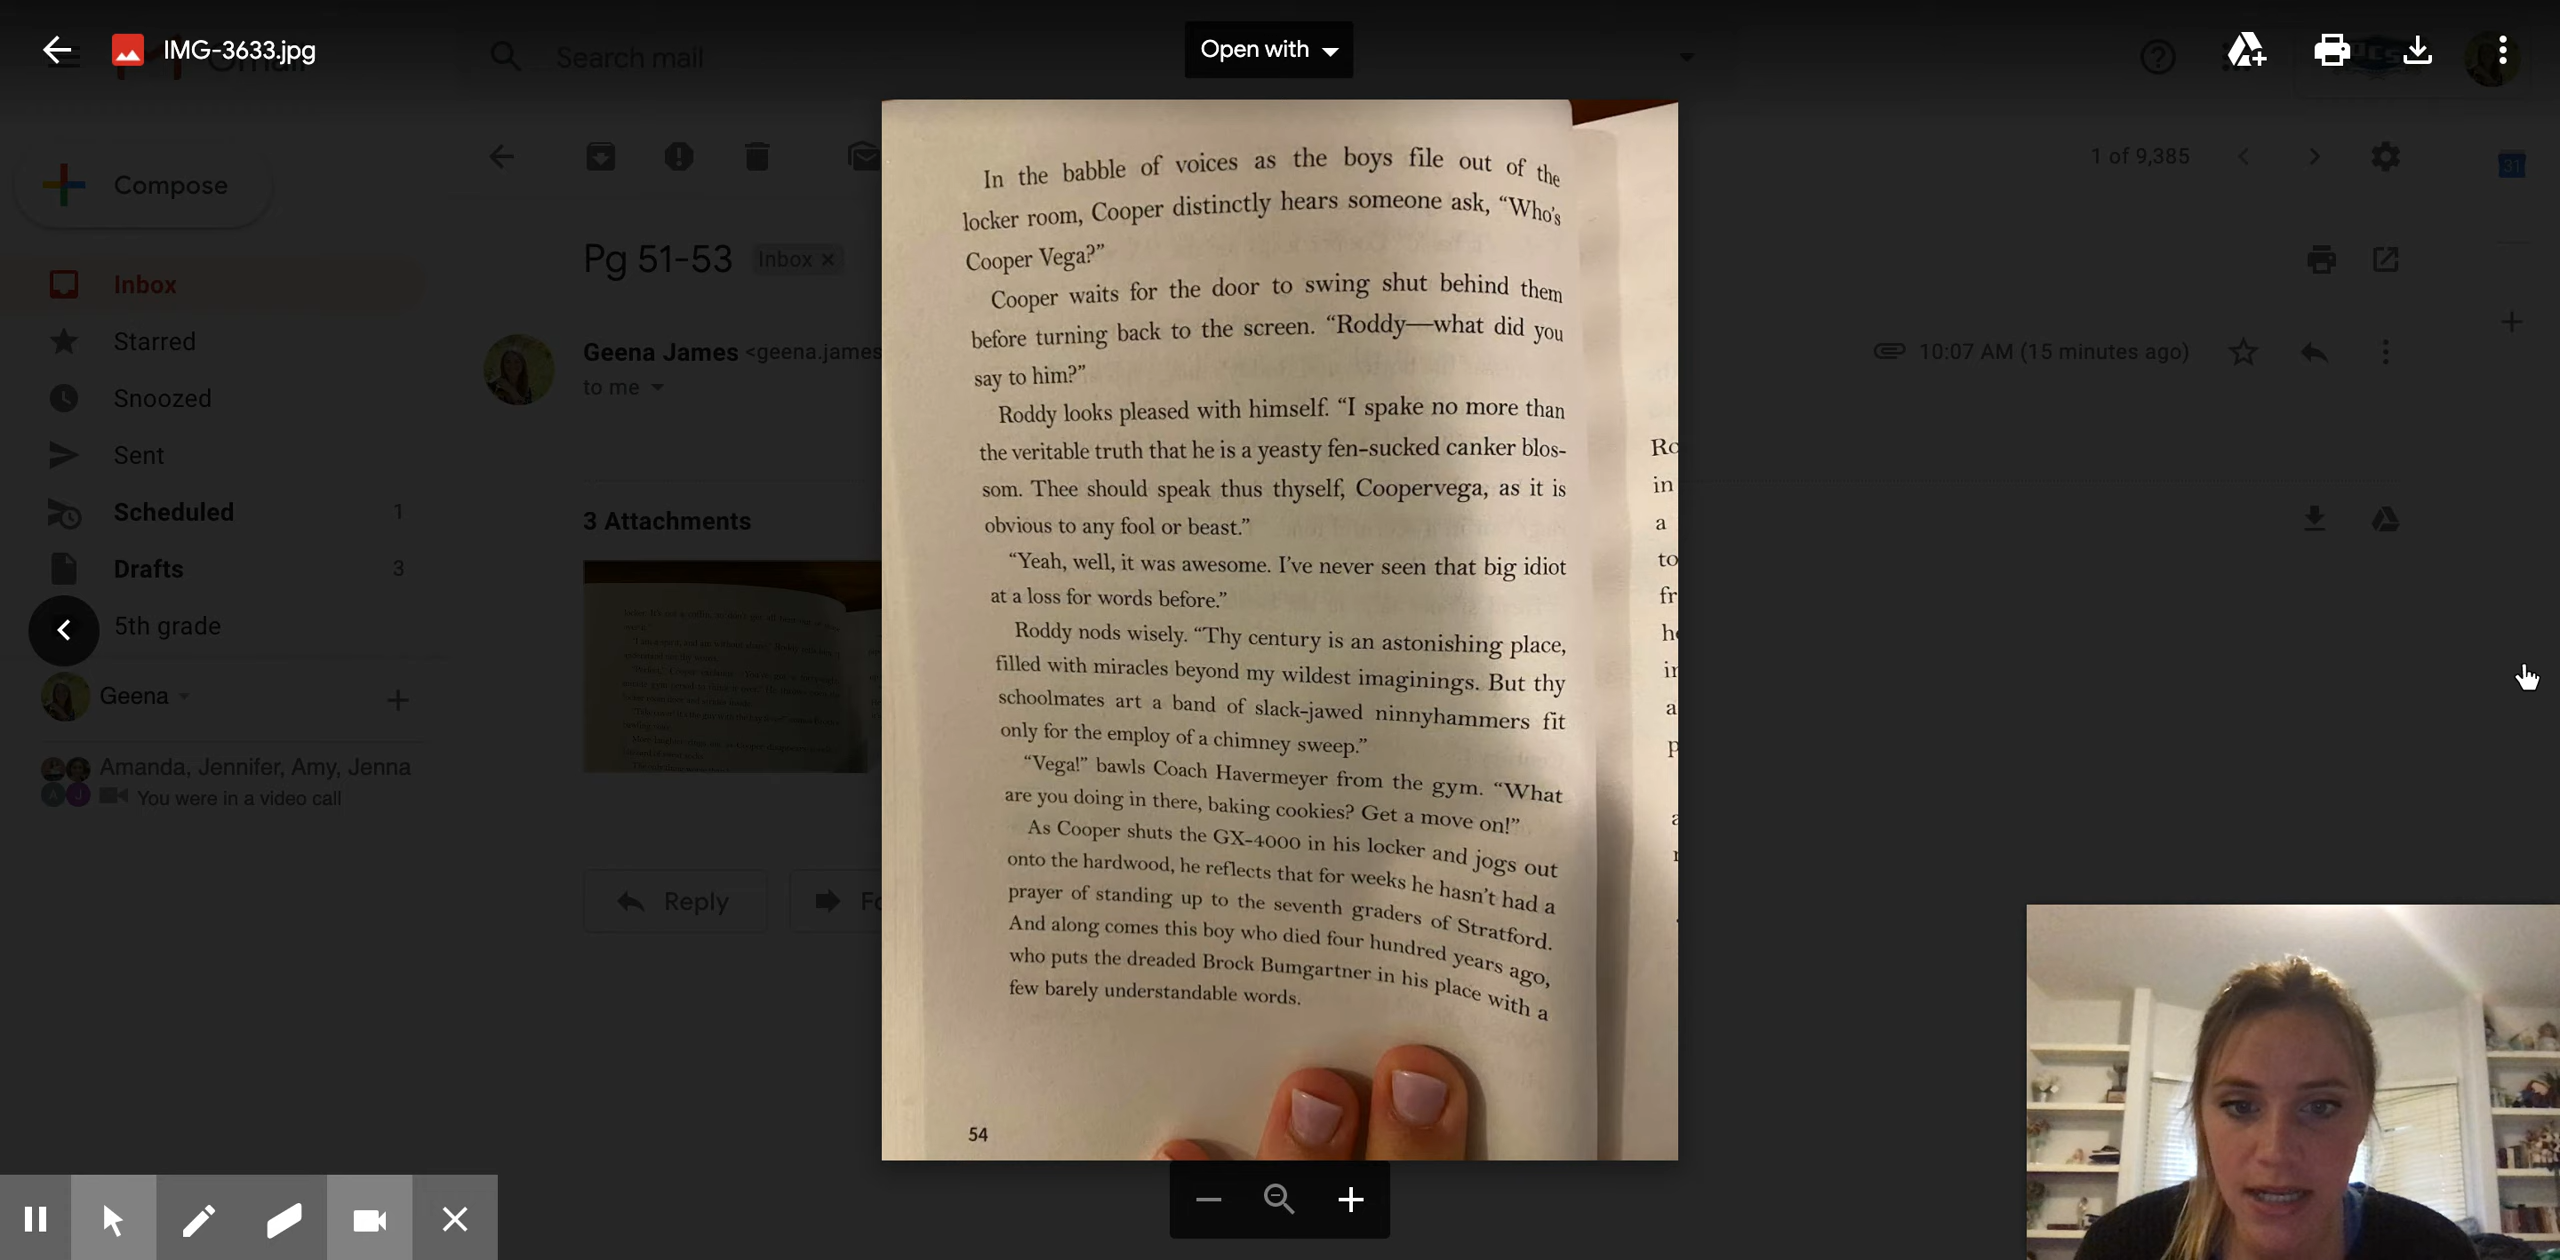 IMG-3633.jpg
Open with
Search mail
Compose
1 of 9,385
31
Pg 51-53
Inbox
Inbox
Starred
Snoozed
Sent
Scheduled 1
Drafts 3
5th grade
Geena
Amanda, Jennifer, Amy, Jenna
You were in a video call
Geena James <geena.james
to me
10:07 AM (15 minutes ago)
3 Attachments
Reply
In the babble of voices as the boys file out of the
locker room, Cooper distinctly hears someone ask, “Who’s
Cooper Vega?”
Cooper waits for the door to swing shut behind them
before turning back to the screen. “Roddy—what did you
say to him?”
Roddy looks pleased with himself. “I spake no more than
the veritable truth that he is a yeasty fen-sucked canker blos-
som. Thee should speak thus thyself, Coopervega, as it is
obvious to any fool or beast.”
“Yeah, well, it was awesome. I’ve never seen that big idiot
at a loss for words before.”
Roddy nods wisely. “Thy century is an astonishing place,
filled with miracles beyond my wildest imaginings. But thy
schoolmates art a band of slack-jawed ninnyhammers fit
only for the employ of a chimney sweep.”
“Vega!” bawls Coach Havermeyer from the gym. “What
are you doing in there, baking cookies? Get a move on!”
As Cooper shuts the GX-4000 in his locker and jogs out
onto the hardwood, he reflects that for weeks he hasn’t had a
prayer of standing up to the seventh graders of Stratford.
And along comes this boy who died four hundred years ago,
who puts the dreaded Brock Bumgartner in his place with a
few barely understandable words.
54